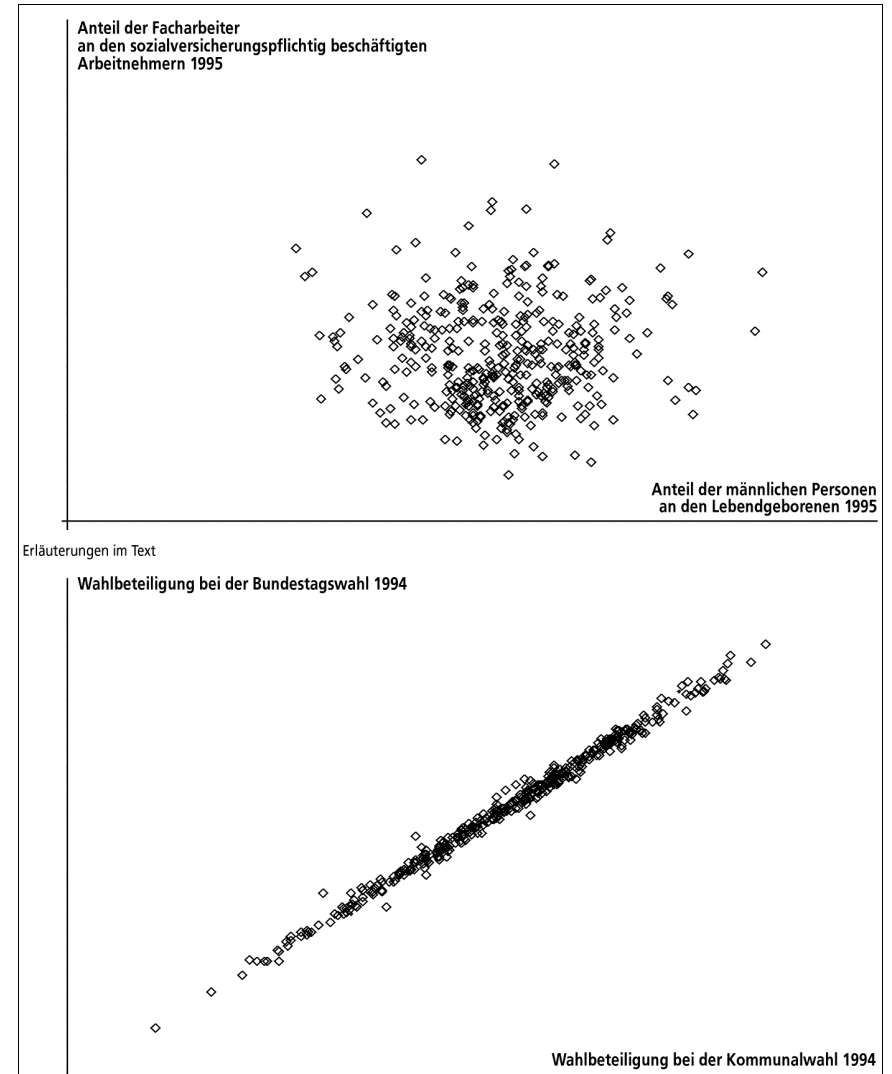 Anteil der Facharbeiter
an den sozialversicherungspflichtig beschäftigten
Arbeitnehmern 1995
Anteil der männlichen Personen
an den Lebendgeborenen 1995
Erläuterungen im Text
Wahlbeteiligung bei der Bundestagswahl 1994
Wahlbeteiligung bei der Kommunalwahl 1994